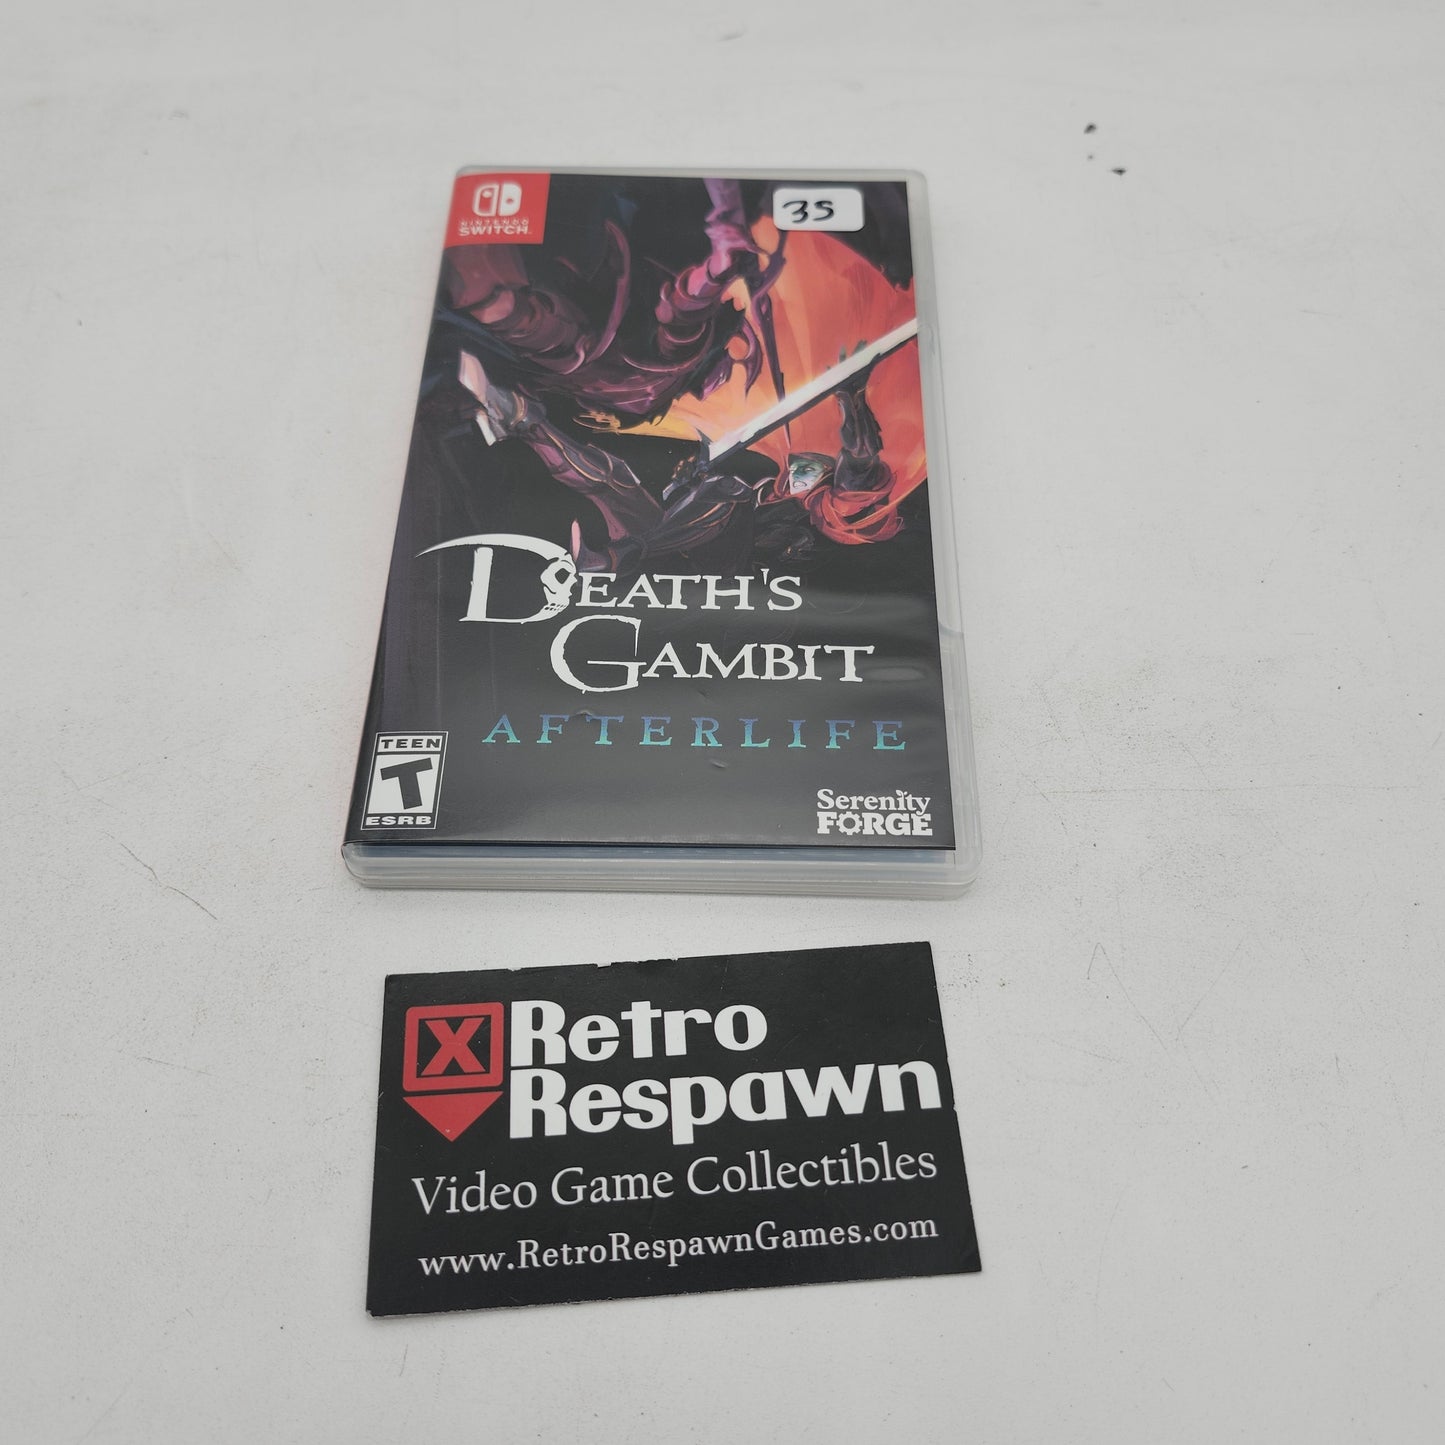 NINTENDO
SWITCH
35
DEATH'S
GAMBIT
AFTERLIFE
TEEN
T
ESRB
Serenity
FORGE
X Retro
Respawn
Video Game Collectibles
www.RetroRespawnGames.com